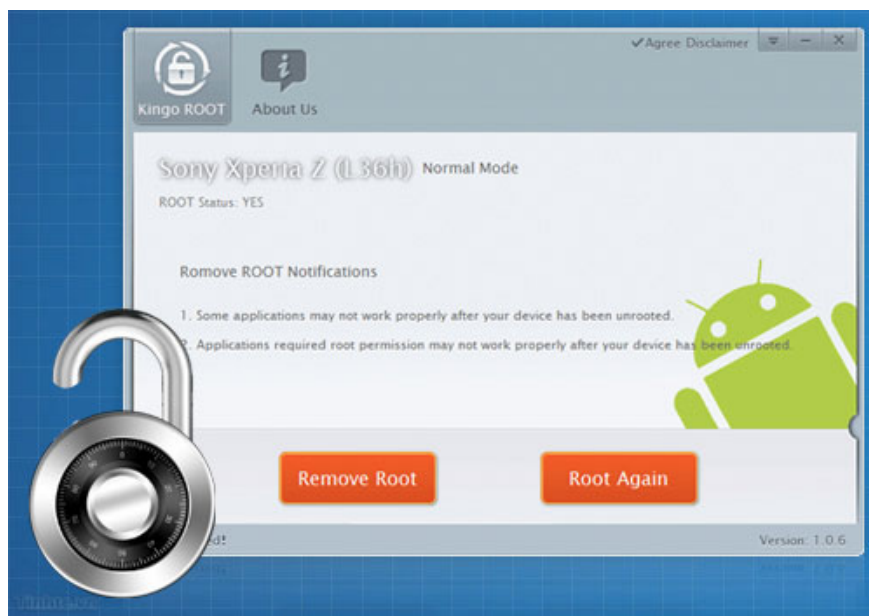 ✓Agree Disclaimer
Kingo ROOT
About Us
Sony Xperia Z (L36h) Normal Mode
ROOT Status: YES
Romove ROOT Notifications
1. Some applications may not work properly after your device has been unrooted.
2. Applications required root permission may not work properly after your device has been unrooted.
Remove Root
Root Again
Version: 1.0.6